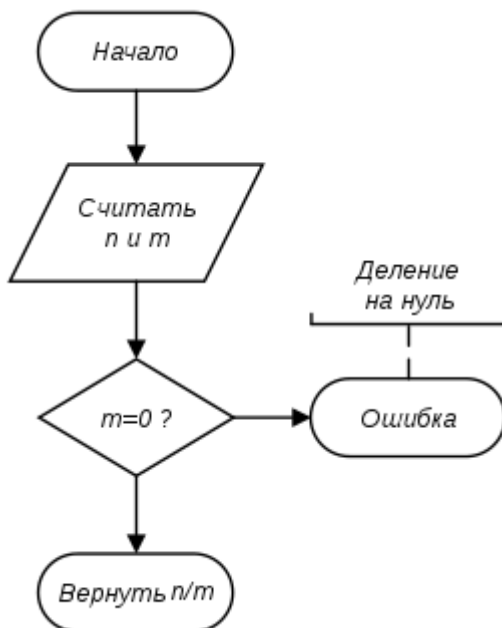 Начало
Считать
n и m
Деление
на нуль
m=0 ?
Ошибка
Вернуть n/m